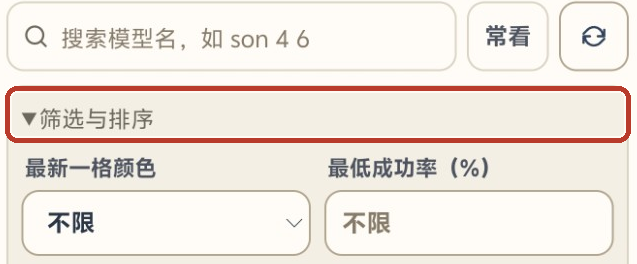 搜索模型名，如 son 4 6
常看
▼筛选与排序
最新一格颜色
最低成功率（%）
不限
不限